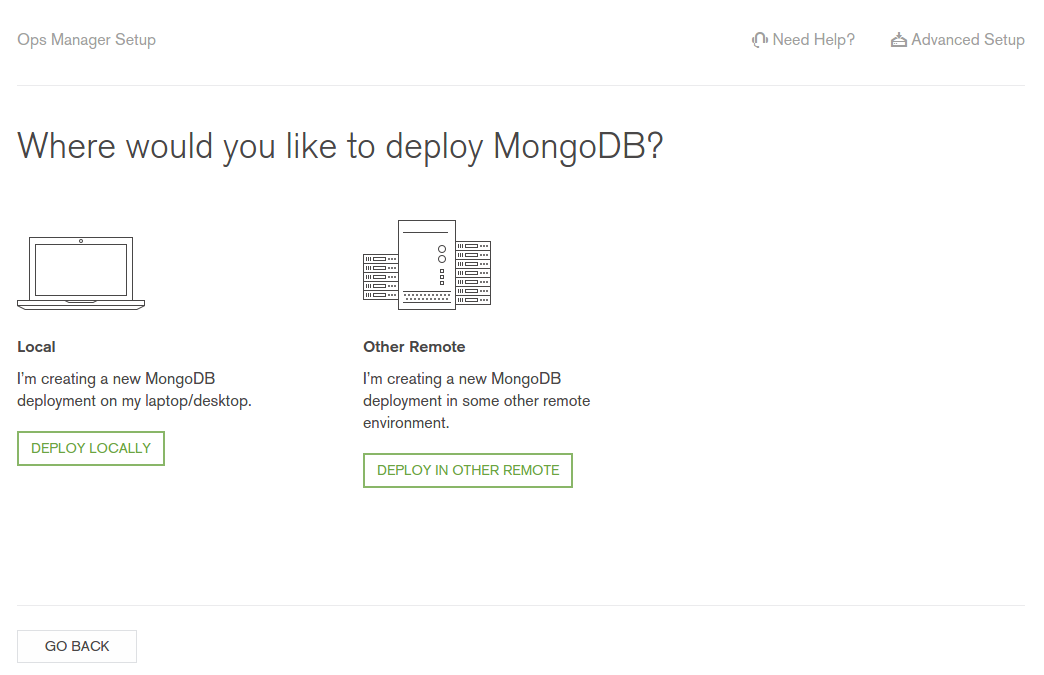 Ops Manager Setup
Need Help?
Advanced Setup
Where would you like to deploy MongoDB?
Local
I'm creating a new MongoDB
deployment on my laptop/desktop.
DEPLOY LOCALLY
Other Remote
I'm creating a new MongoDB
deployment in some other remote
environment.
DEPLOY IN OTHER REMOTE
GO BACK